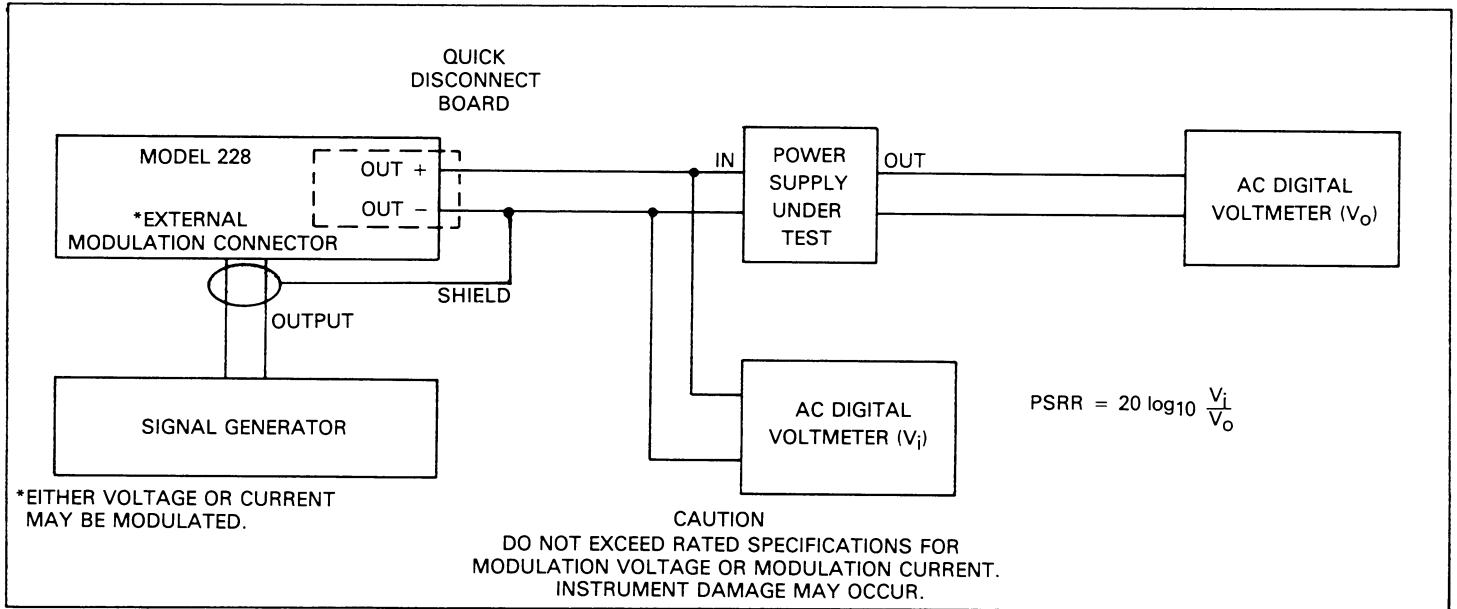 QUICK
DISCONNECT
BOARD
MODEL 228
OUT +
OUT –
*EXTERNAL
MODULATION CONNECTOR
SHIELD
OUTPUT
SIGNAL GENERATOR
*EITHER VOLTAGE OR CURRENT
MAY BE MODULATED.
IN
POWER
SUPPLY
UNDER
TEST
OUT
AC DIGITAL
VOLTMETER (Vo)
AC DIGITAL
VOLTMETER (Vi)
PSRR = 20 log10 Vi/Vo
CAUTION
DO NOT EXCEED RATED SPECIFICATIONS FOR
MODULATION VOLTAGE OR MODULATION CURRENT.
INSTRUMENT DAMAGE MAY OCCUR.